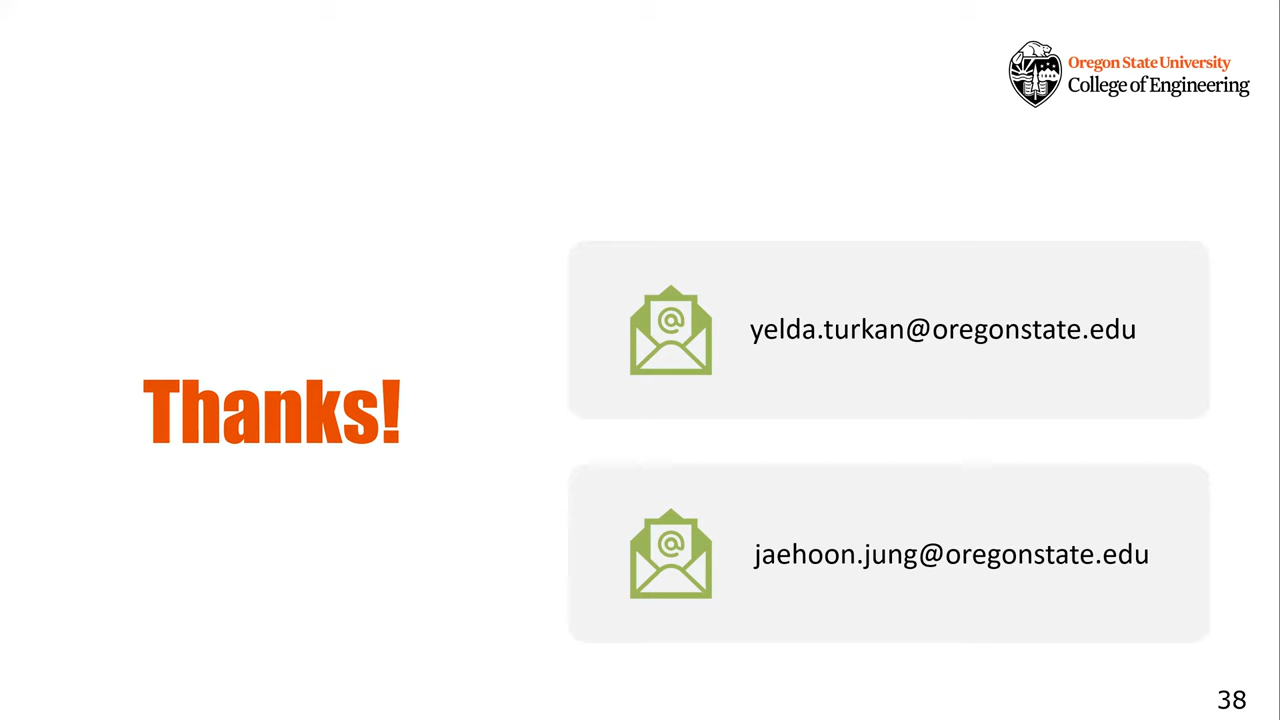 Oregon State University
College of Engineering
Thanks!
@
yelda.turkan@oregonstate.edu
@
jaehoon.jung@oregonstate.edu
38